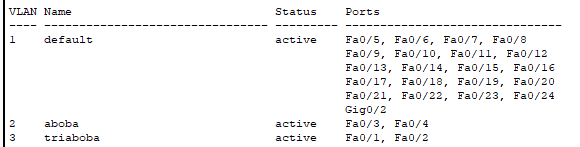 VLAN Name                             Status    Ports
---- -------------------------------- --------- -------------------------------
1    default                          active    Fa0/5, Fa0/6, Fa0/7, Fa0/8
                                                Fa0/9, Fa0/10, Fa0/11, Fa0/12
                                                Fa0/13, Fa0/14, Fa0/15, Fa0/16
                                                Fa0/17, Fa0/18, Fa0/19, Fa0/20
                                                Fa0/21, Fa0/22, Fa0/23, Fa0/24
                                                Gig0/2
2    aboba                            active    Fa0/3, Fa0/4
3    triaboba                         active    Fa0/1, Fa0/2